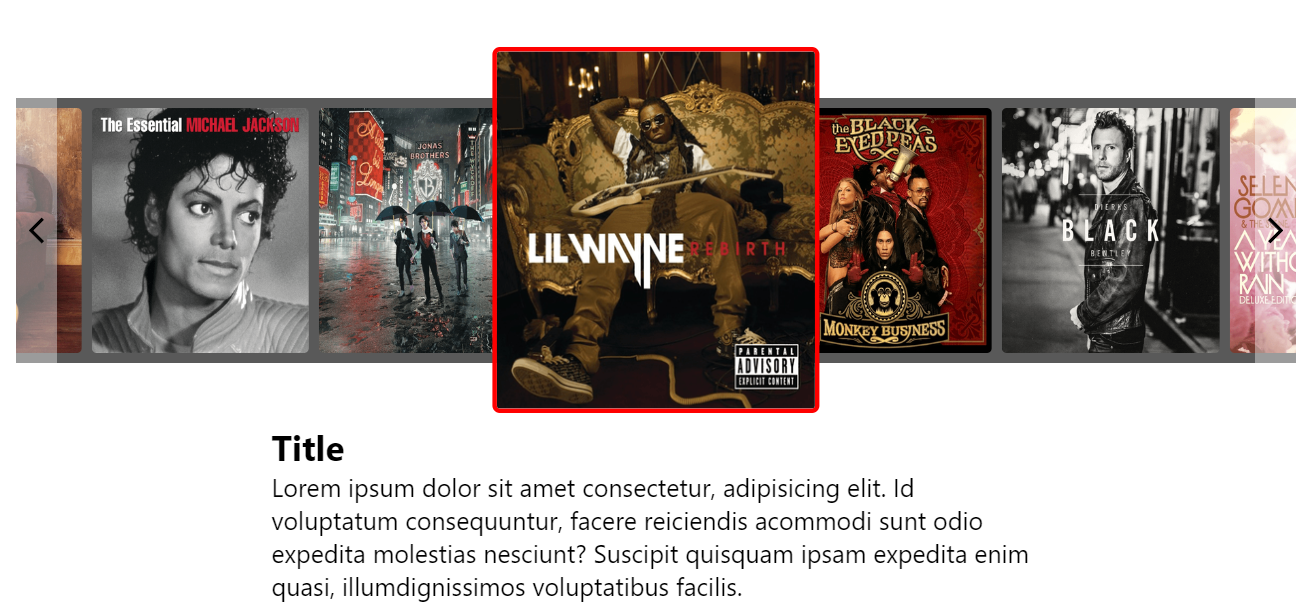 The Essential MICHAEL JACKSON
JONAS
BROTHERS
LIL WAYNE REBIRTH
PARENTAL
ADVISORY
EXPLICIT CONTENT
the BLACK
EYED PEAS
MONKEY BUSINESS
DIERKS
BLACK
BENTLEY
SELEN
GOM
& THE
A YEA
WITHO
RAIN
DELUXE EDITIO
Title
Lorem ipsum dolor sit amet consectetur, adipisicing elit. Id
voluptatum consequuntur, facere reiciendis acommodi sunt odio
expedita molestias nesciunt? Suscipit quisquam ipsam expedita enim
quasi, illumdignissimos voluptatibus facilis.